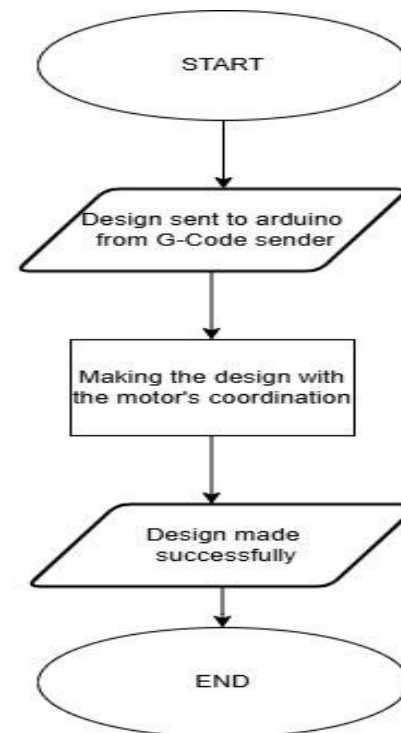 START
Design sent to arduino
from G-Code sender
Making the design with
the motor's coordination
Design made
successfully
END